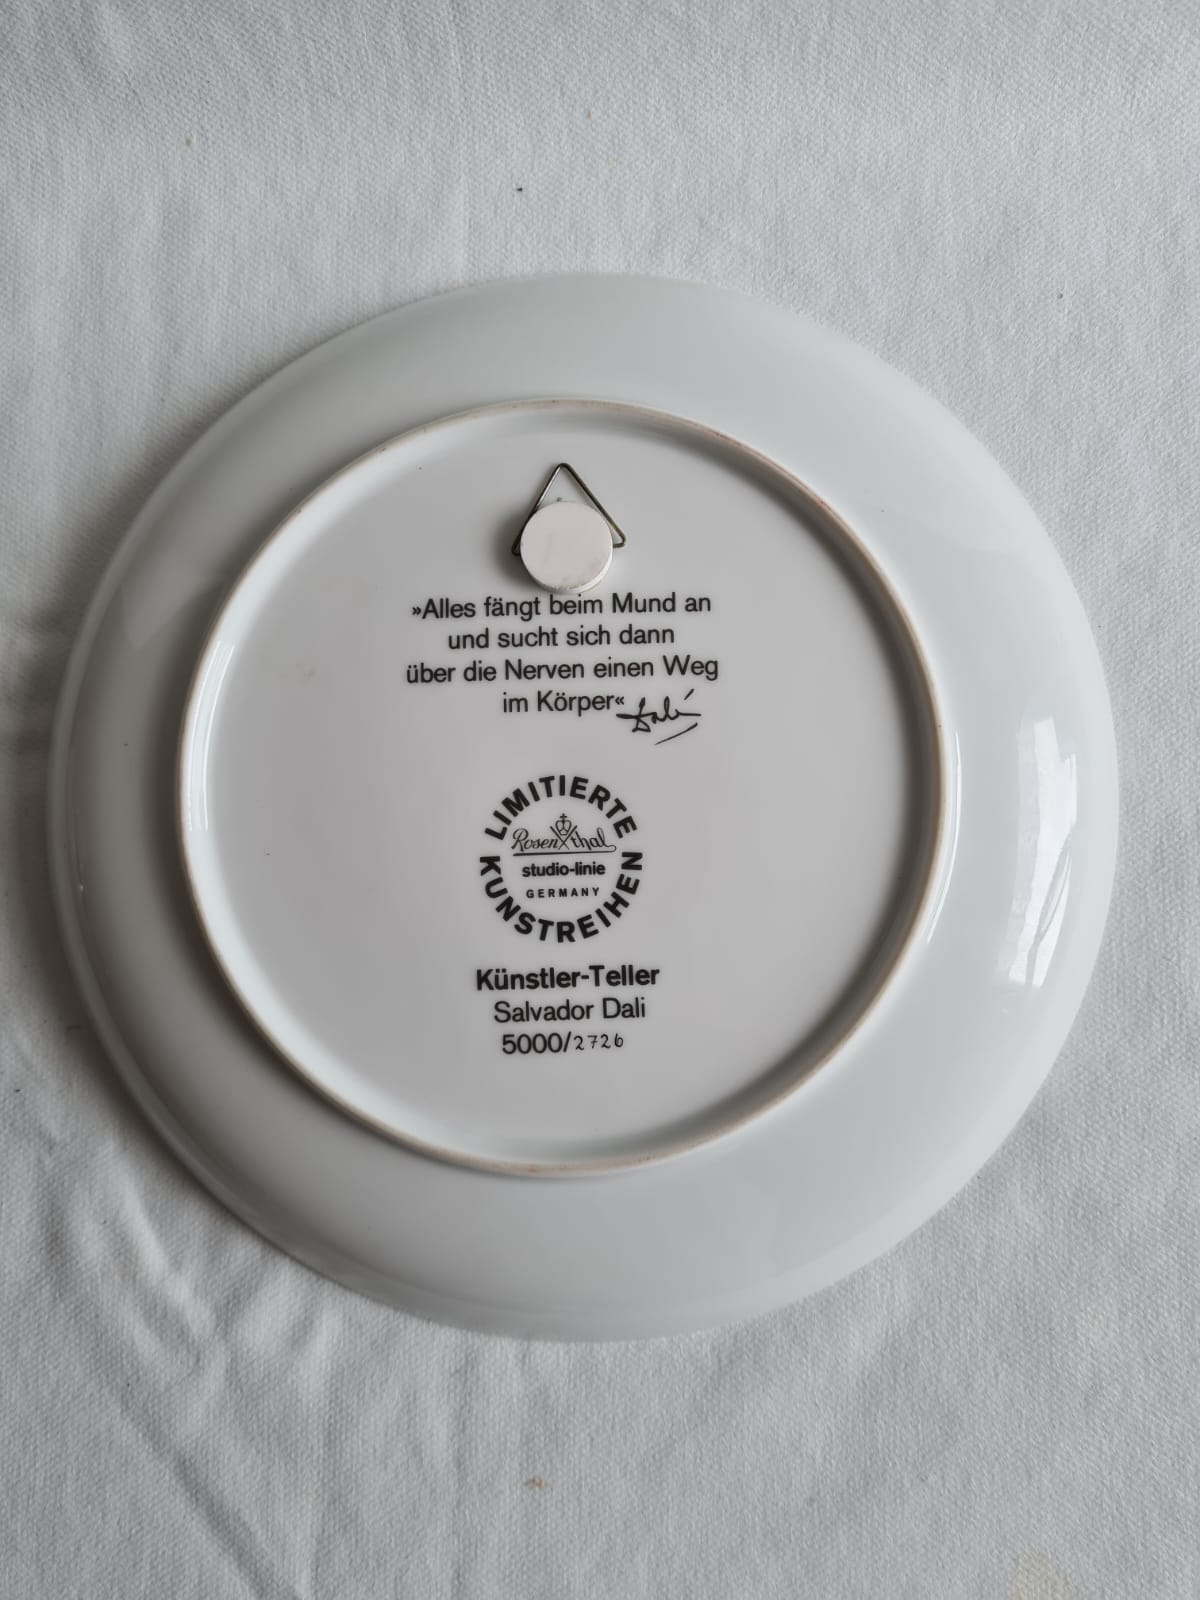 »Alles fängt beim Mund an
und sucht sich dann
über die Nerven einen Weg
im Körper« Dalí
LIMITIERTE
Rosenthal
studio-linie
GERMANY
KUNSTREIHEN
Künstler-Teller
Salvador Dali
5000/2726